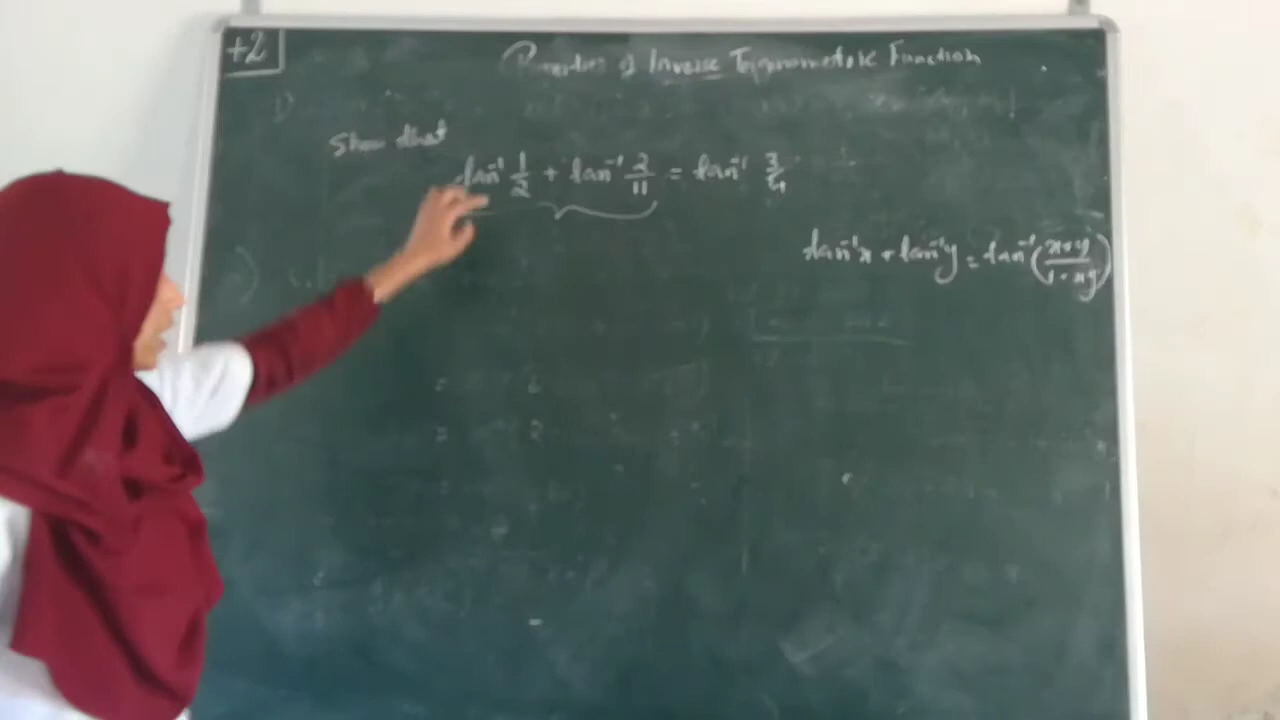 +2
Properties of Inverse Trigonometric Function
1)
Show that
tan⁻¹ 1/2 + tan⁻¹ 2/11 = tan⁻¹ 3/4
tan⁻¹x + tan⁻¹y = tan⁻¹(x+y/1-xy)